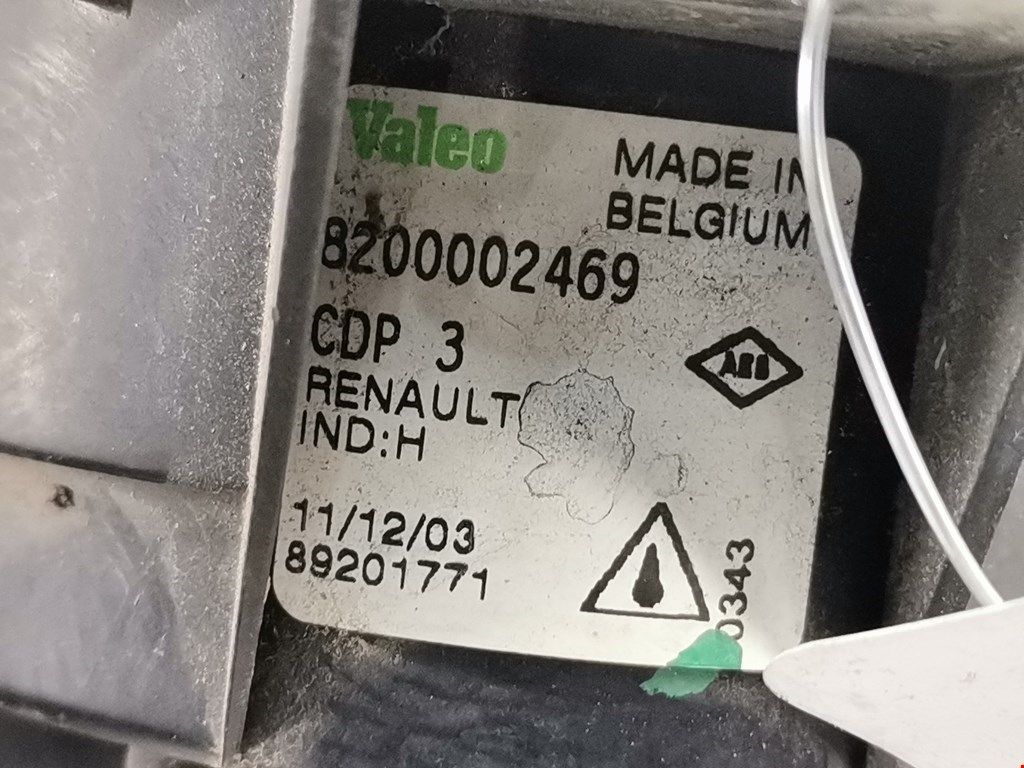 Valeo
MADE IN
BELGIUM
8200002469
CDP 3
RENAULT
IND:H
11/12/03
89201771
0343